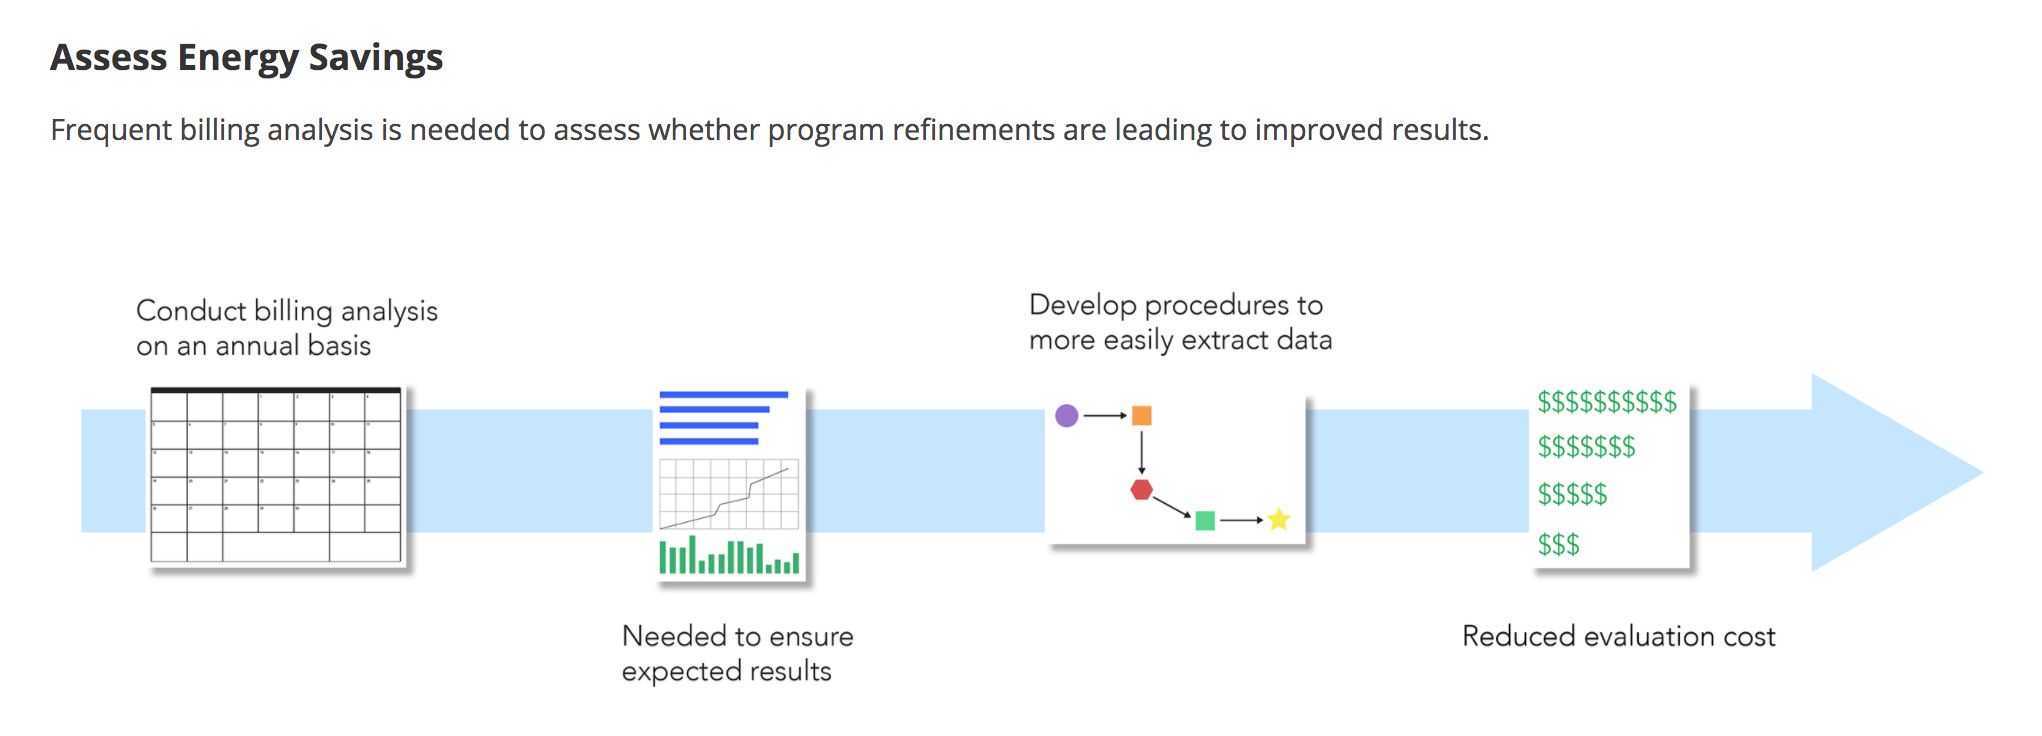 Assess Energy Savings
Frequent billing analysis is needed to assess whether program refinements are leading to improved results.
Conduct billing analysis
on an annual basis
Needed to ensure
expected results
Develop procedures to
more easily extract data
$$$$$$$$$$
$$$$$$$
$$$$$
$$$
Reduced evaluation cost